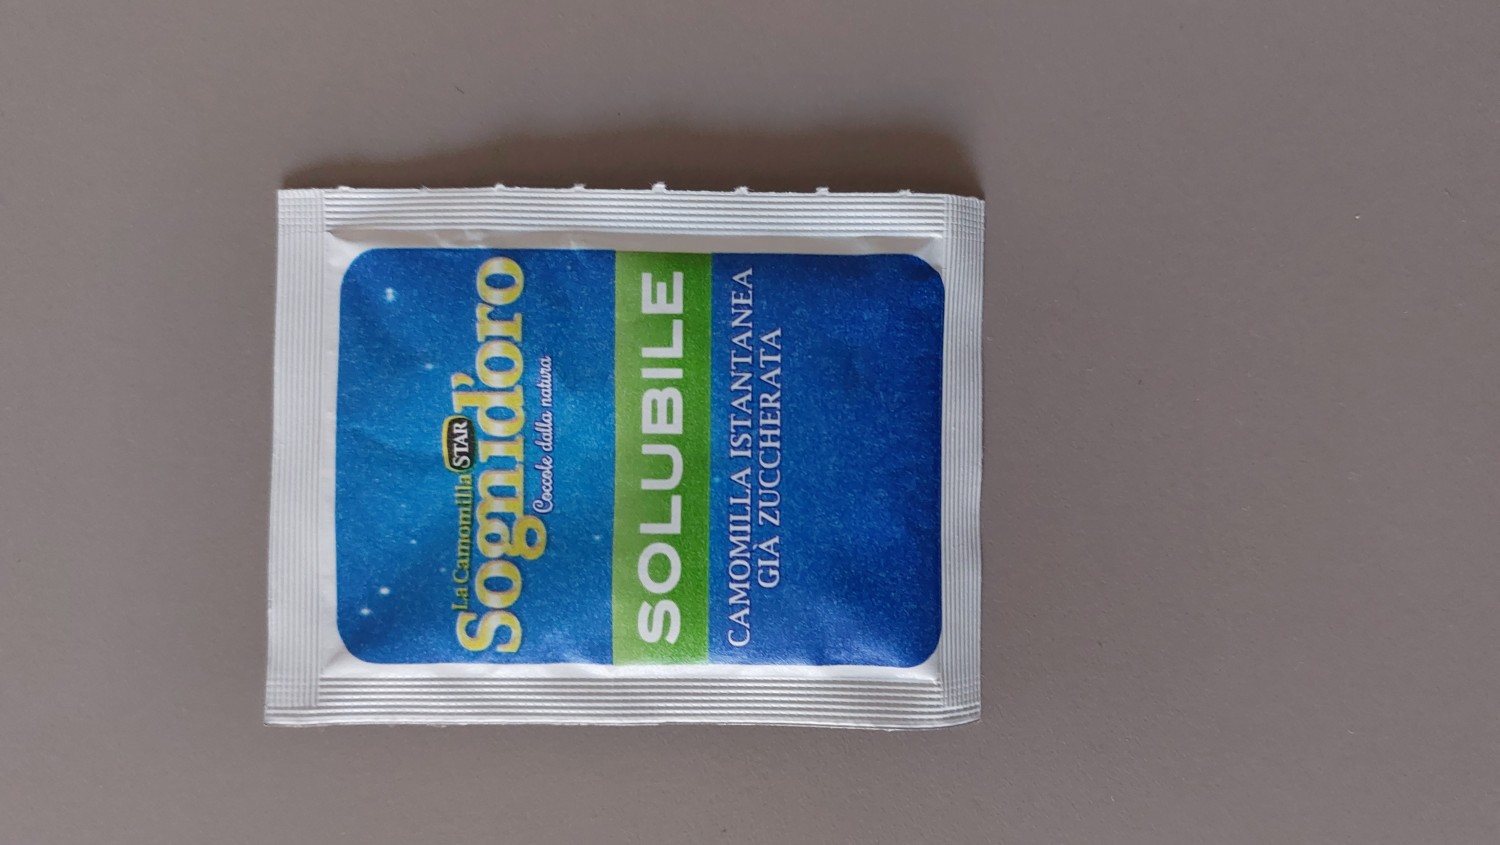 La Camomilla STAR
Sognid'oro
Coccole dalla natura
SOLUBILE
CAMOMILLA ISTANTANEA
GIÀ ZUCCHERATA